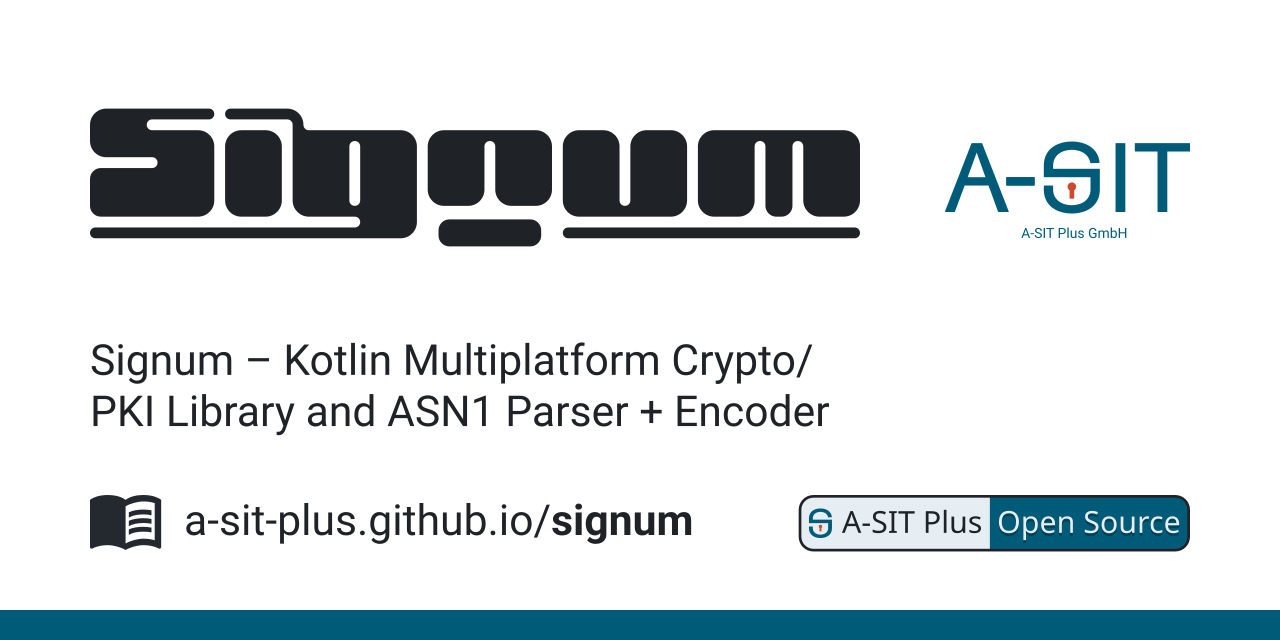 Signum
A-SIT
A-SIT Plus GmbH
Signum – Kotlin Multiplatform Crypto/
PKI Library and ASN1 Parser + Encoder
a-sit-plus.github.io/signum
A-SIT Plus Open Source